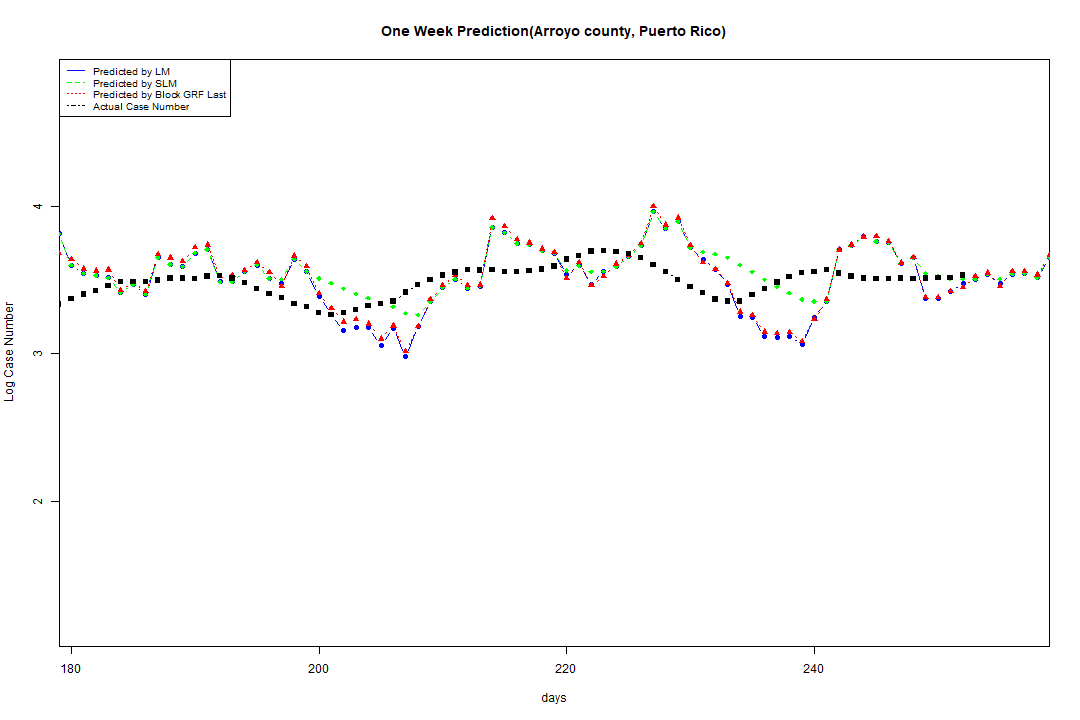 One Week Prediction(Arroyo county, Puerto Rico)
Predicted by LM
Predicted by SLM
Predicted by Block GRF Last
Actual Case Number
4
3
2
Log Case Number
180 200 220 240
days